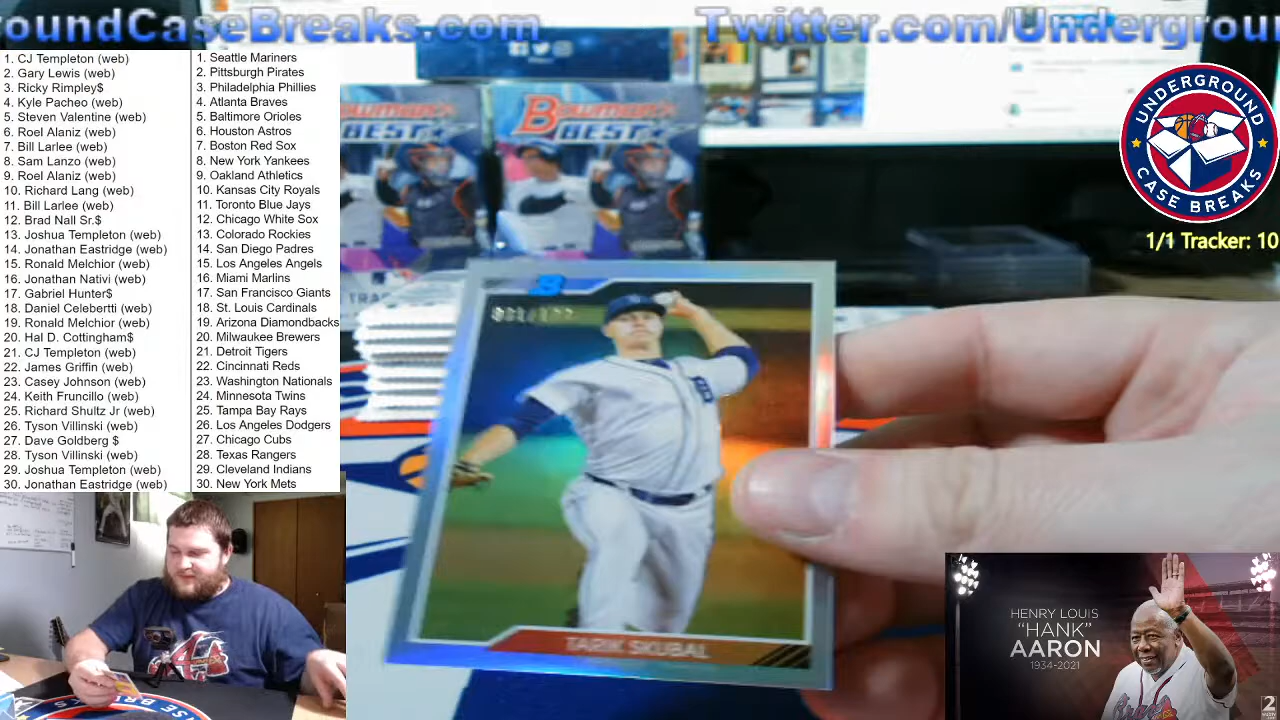 oundCaseBreaks.com
Twitter.com/Undergrou
1. CJ Templeton (web)
2. Gary Lewis (web)
3. Ricky Rimpley$
4. Kyle Pacheo (web)
5. Steven Valentine (web)
6. Roel Alaniz (web)
7. Bill Larlee (web)
8. Sam Lanzo (web)
9. Roel Alaniz (web)
10. Richard Lang (web)
11. Bill Larlee (web)
12. Brad Nall Sr.$
13. Joshua Templeton (web)
14. Jonathan Eastridge (web)
15. Ronald Melchior (web)
16. Jonathan Nativi (web)
17. Gabriel Hunter$
18. Daniel Celebertti (web)
19. Ronald Melchior (web)
20. Hal D. Cottingham$
21. CJ Templeton (web)
22. James Griffin (web)
23. Casey Johnson (web)
24. Keith Fruncillo (web)
25. Richard Shultz Jr (web)
26. Tyson Villinski (web)
27. Dave Goldberg $
28. Tyson Villinski (web)
29. Joshua Templeton (web)
30. Jonathan Eastridge (web)
1. Seattle Mariners
2. Pittsburgh Pirates
3. Philadelphia Phillies
4. Atlanta Braves
5. Baltimore Orioles
6. Houston Astros
7. Boston Red Sox
8. New York Yankees
9. Oakland Athletics
10. Kansas City Royals
11. Toronto Blue Jays
12. Chicago White Sox
13. Colorado Rockies
14. San Diego Padres
15. Los Angeles Angels
16. Miami Marlins
17. San Francisco Giants
18. St. Louis Cardinals
19. Arizona Diamondbacks
20. Milwaukee Brewers
21. Detroit Tigers
22. Cincinnati Reds
23. Washington Nationals
24. Minnesota Twins
25. Tampa Bay Rays
26. Los Angeles Dodgers
27. Chicago Cubs
28. Texas Rangers
29. Cleveland Indians
30. New York Mets
Bowman's
BEST
Bowman's
BEST
TARIK SKUBAL
UNDERGROUND
CASE BREAKS
1/1 Tracker: 10
HENRY LOUIS
"HANK"
AARON
1934-2021
2